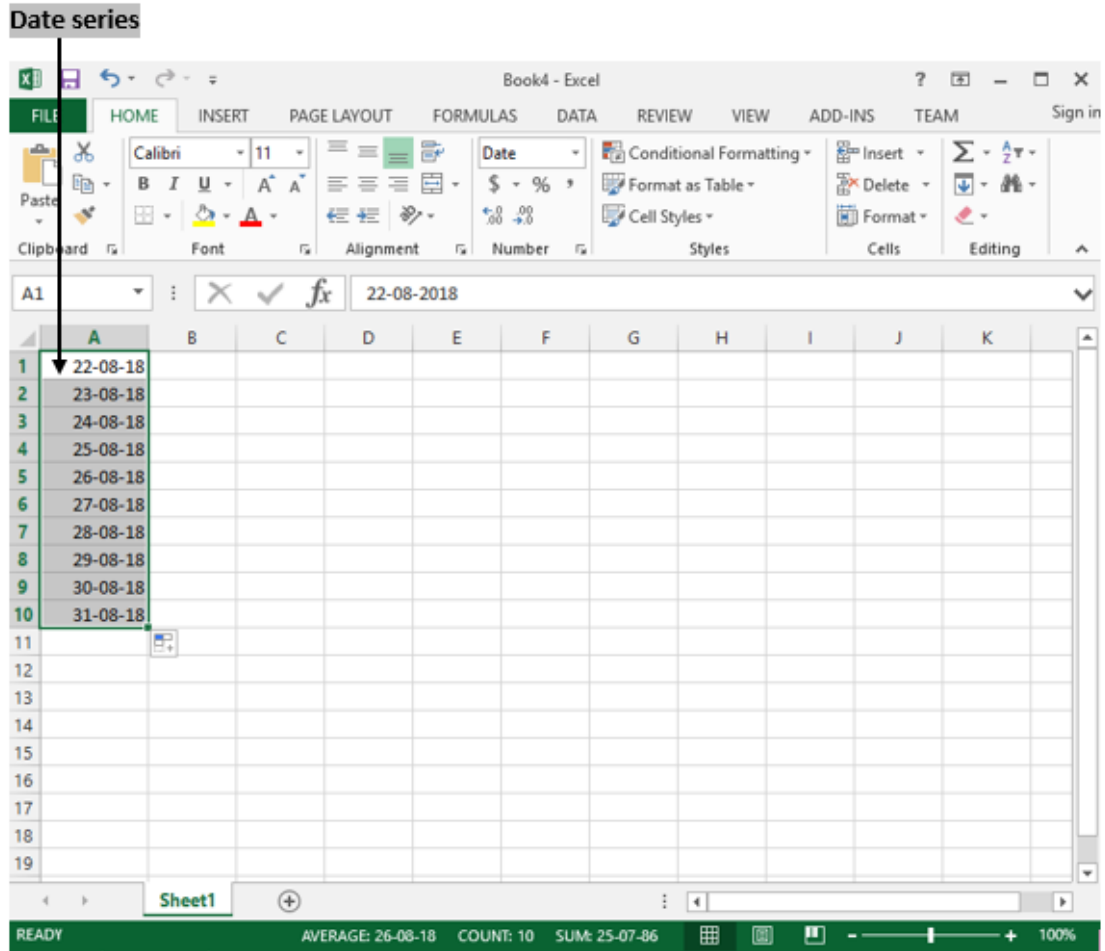 Date series
Book4 - Excel
?
FILE HOME INSERT PAGE LAYOUT FORMULAS DATA REVIEW VIEW ADD-INS TEAM Sign in
Paste
Calibri 11
B I U A A
A
Date
$ % ,
Conditional Formatting
Format as Table
Cell Styles
Insert
Delete
Format
Clipboard Font Alignment Number Styles Cells Editing
A1 fx 22-08-2018
A B C D E F G H I J K
1 22-08-18
2 23-08-18
3 24-08-18
4 25-08-18
5 26-08-18
6 27-08-18
7 28-08-18
8 29-08-18
9 30-08-18
10 31-08-18
11
12
13
14
15
16
17
18
19
Sheet1
READY AVERAGE: 26-08-18 COUNT: 10 SUM: 25-07-86 100%